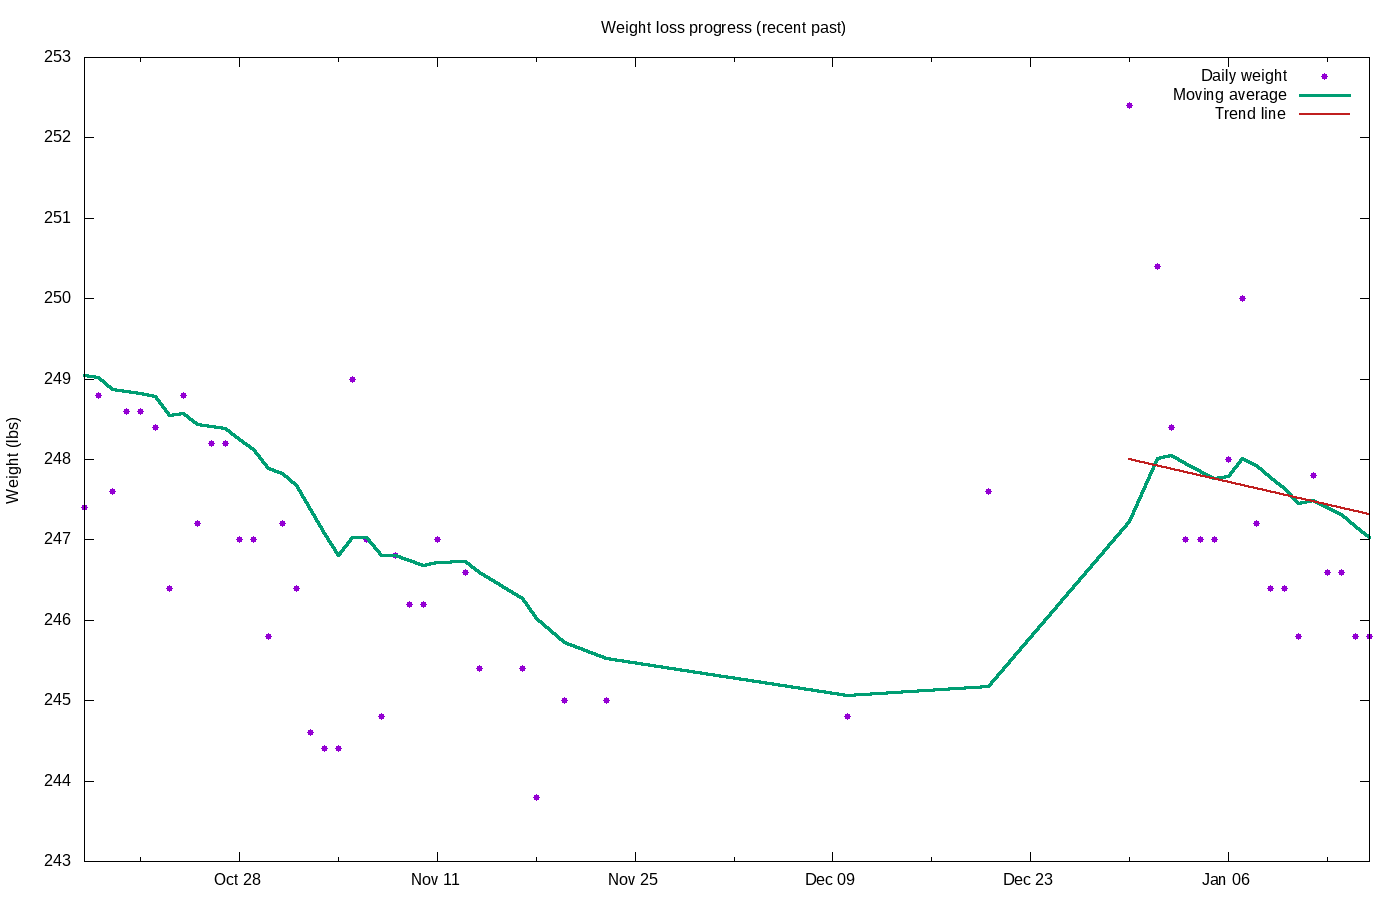 Weight loss progress (recent past)
253
252
251
250
249
248
247
246
245
244
243
Weight (lbs)
Daily weight
Moving average
Trend line
Oct 28
Nov 11
Nov 25
Dec 09
Dec 23
Jan 06